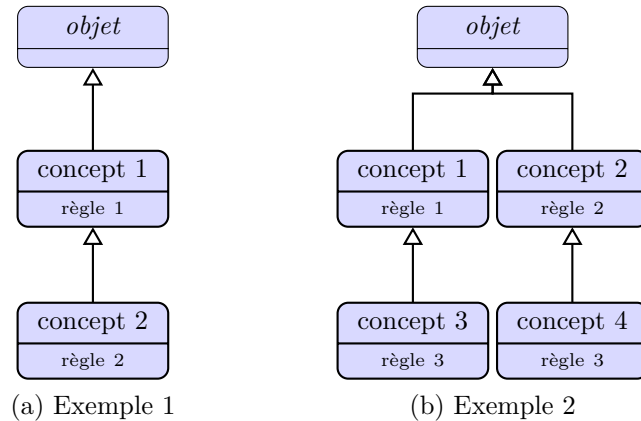 objet
concept 1
règle 1
concept 2
règle 2
(a) Exemple 1
objet
concept 1
règle 1
concept 2
règle 2
concept 3
règle 3
concept 4
règle 3
(b) Exemple 2